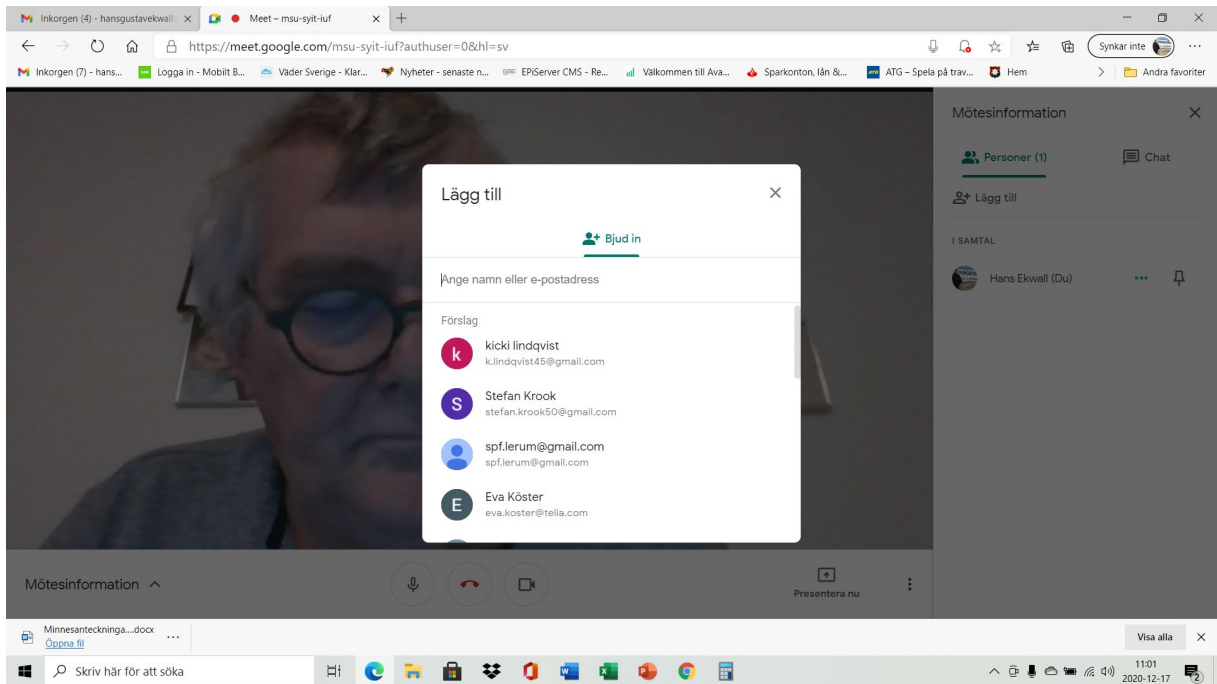 Inkorgen (4) - hansgustavekwall
Meet – msu-syit-iuf
https://meet.google.com/msu-syit-iuf?authuser=0&hl=sv
Synkar inte
Inkorgen (7) - hans...
Logga in - Mobilt B...
Väder Sverige - Klar...
Nyheter - senaste n...
EPiServer CMS - Re...
Välkommen till Ava...
Sparkonton, lån &...
ATG – Spela på trav...
Hem
Andra favoriter
Lägg till
Bjud in
Ange namn eller e-postadress
Förslag
k
kicki lindqvist
k.lindqvist45@gmail.com
S
Stefan Krook
stefan.krook50@gmail.com
spf.lerum@gmail.com
spf.lerum@gmail.com
E
Eva Köster
eva.koster@telia.com
Mötesinformation
Personer (1)
Chat
Lägg till
I SAMTAL
Hans Ekwall (Du)
Mötesinformation
Presentera nu
Minnesanteckninga....docx
Öppna fil
Visa alla
Skriv här för att söka
11:01
2020-12-17
2